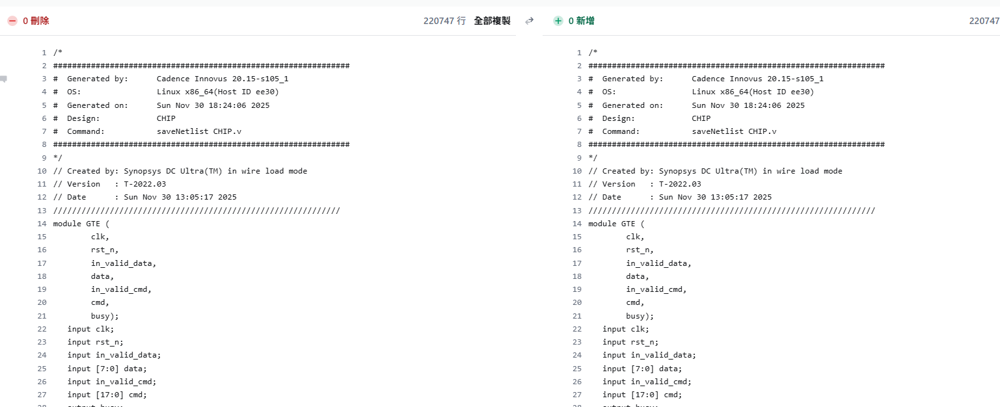 0 刪除
220747 行 全部複製
1 /*
2 ###############################################################
3 #  Generated by:      Cadence Innovus 20.15-s105_1
4 #  OS:                Linux x86_64(Host ID ee30)
5 #  Generated on:      Sun Nov 30 18:24:06 2025
6 #  Design:            CHIP
7 #  Command:           saveNetlist CHIP.v
8 ###############################################################
9 */
10 // Created by: Synopsys DC Ultra(TM) in wire load mode
11 // Version   : T-2022.03
12 // Date      : Sun Nov 30 13:05:17 2025
13 /////////////////////////////////////////////////////////////
14 module GTE (
15         clk,
16         rst_n,
17         in_valid_data,
18         data,
19         in_valid_cmd,
20         cmd,
21         busy);
22    input clk;
23    input rst_n;
24    input in_valid_data;
25    input [7:0] data;
26    input in_valid_cmd;
27    input [17:0] cmd;
0 新增
220747
1 /*
2 ###############################################################
3 #  Generated by:      Cadence Innovus 20.15-s105_1
4 #  OS:                Linux x86_64(Host ID ee30)
5 #  Generated on:      Sun Nov 30 18:24:06 2025
6 #  Design:            CHIP
7 #  Command:           saveNetlist CHIP.v
8 ###############################################################
9 */
10 // Created by: Synopsys DC Ultra(TM) in wire load mode
11 // Version   : T-2022.03
12 // Date      : Sun Nov 30 13:05:17 2025
13 /////////////////////////////////////////////////////////////
14 module GTE (
15         clk,
16         rst_n,
17         in_valid_data,
18         data,
19         in_valid_cmd,
20         cmd,
21         busy);
22    input clk;
23    input rst_n;
24    input in_valid_data;
25    input [7:0] data;
26    input in_valid_cmd;
27    input [17:0] cmd;